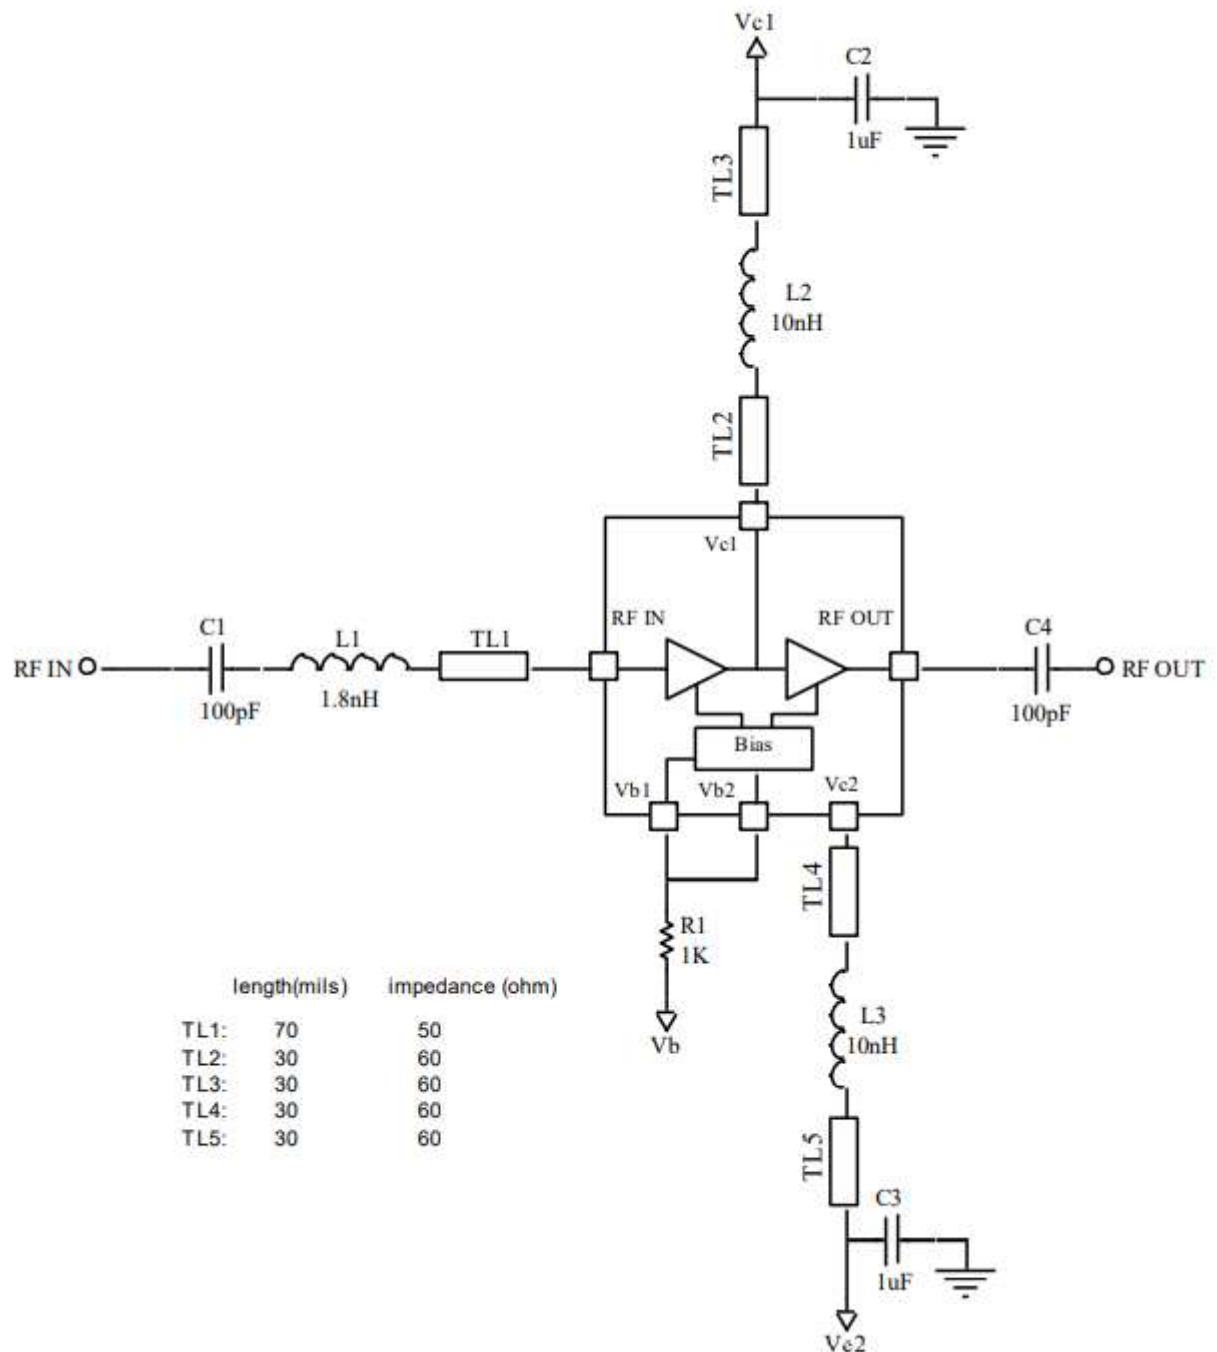 Vc1
C2
1uF
TL3
L2
10nH
TL2
Vc1
RF IN
RF OUT
C1
L1
TL1
C4
RF IN
RF OUT
100pF
1.8nH
100pF
Bias
Vb1
Vb2
Vc2
TL4
R1
1K
length(mils) impedance (ohm)
L3
10nH
TL1: 70 50
Vb
TL2: 30 60
TL3: 30 60
TL4: 30 60
TL5: 30 60
TL5
C3
1uF
Vc2